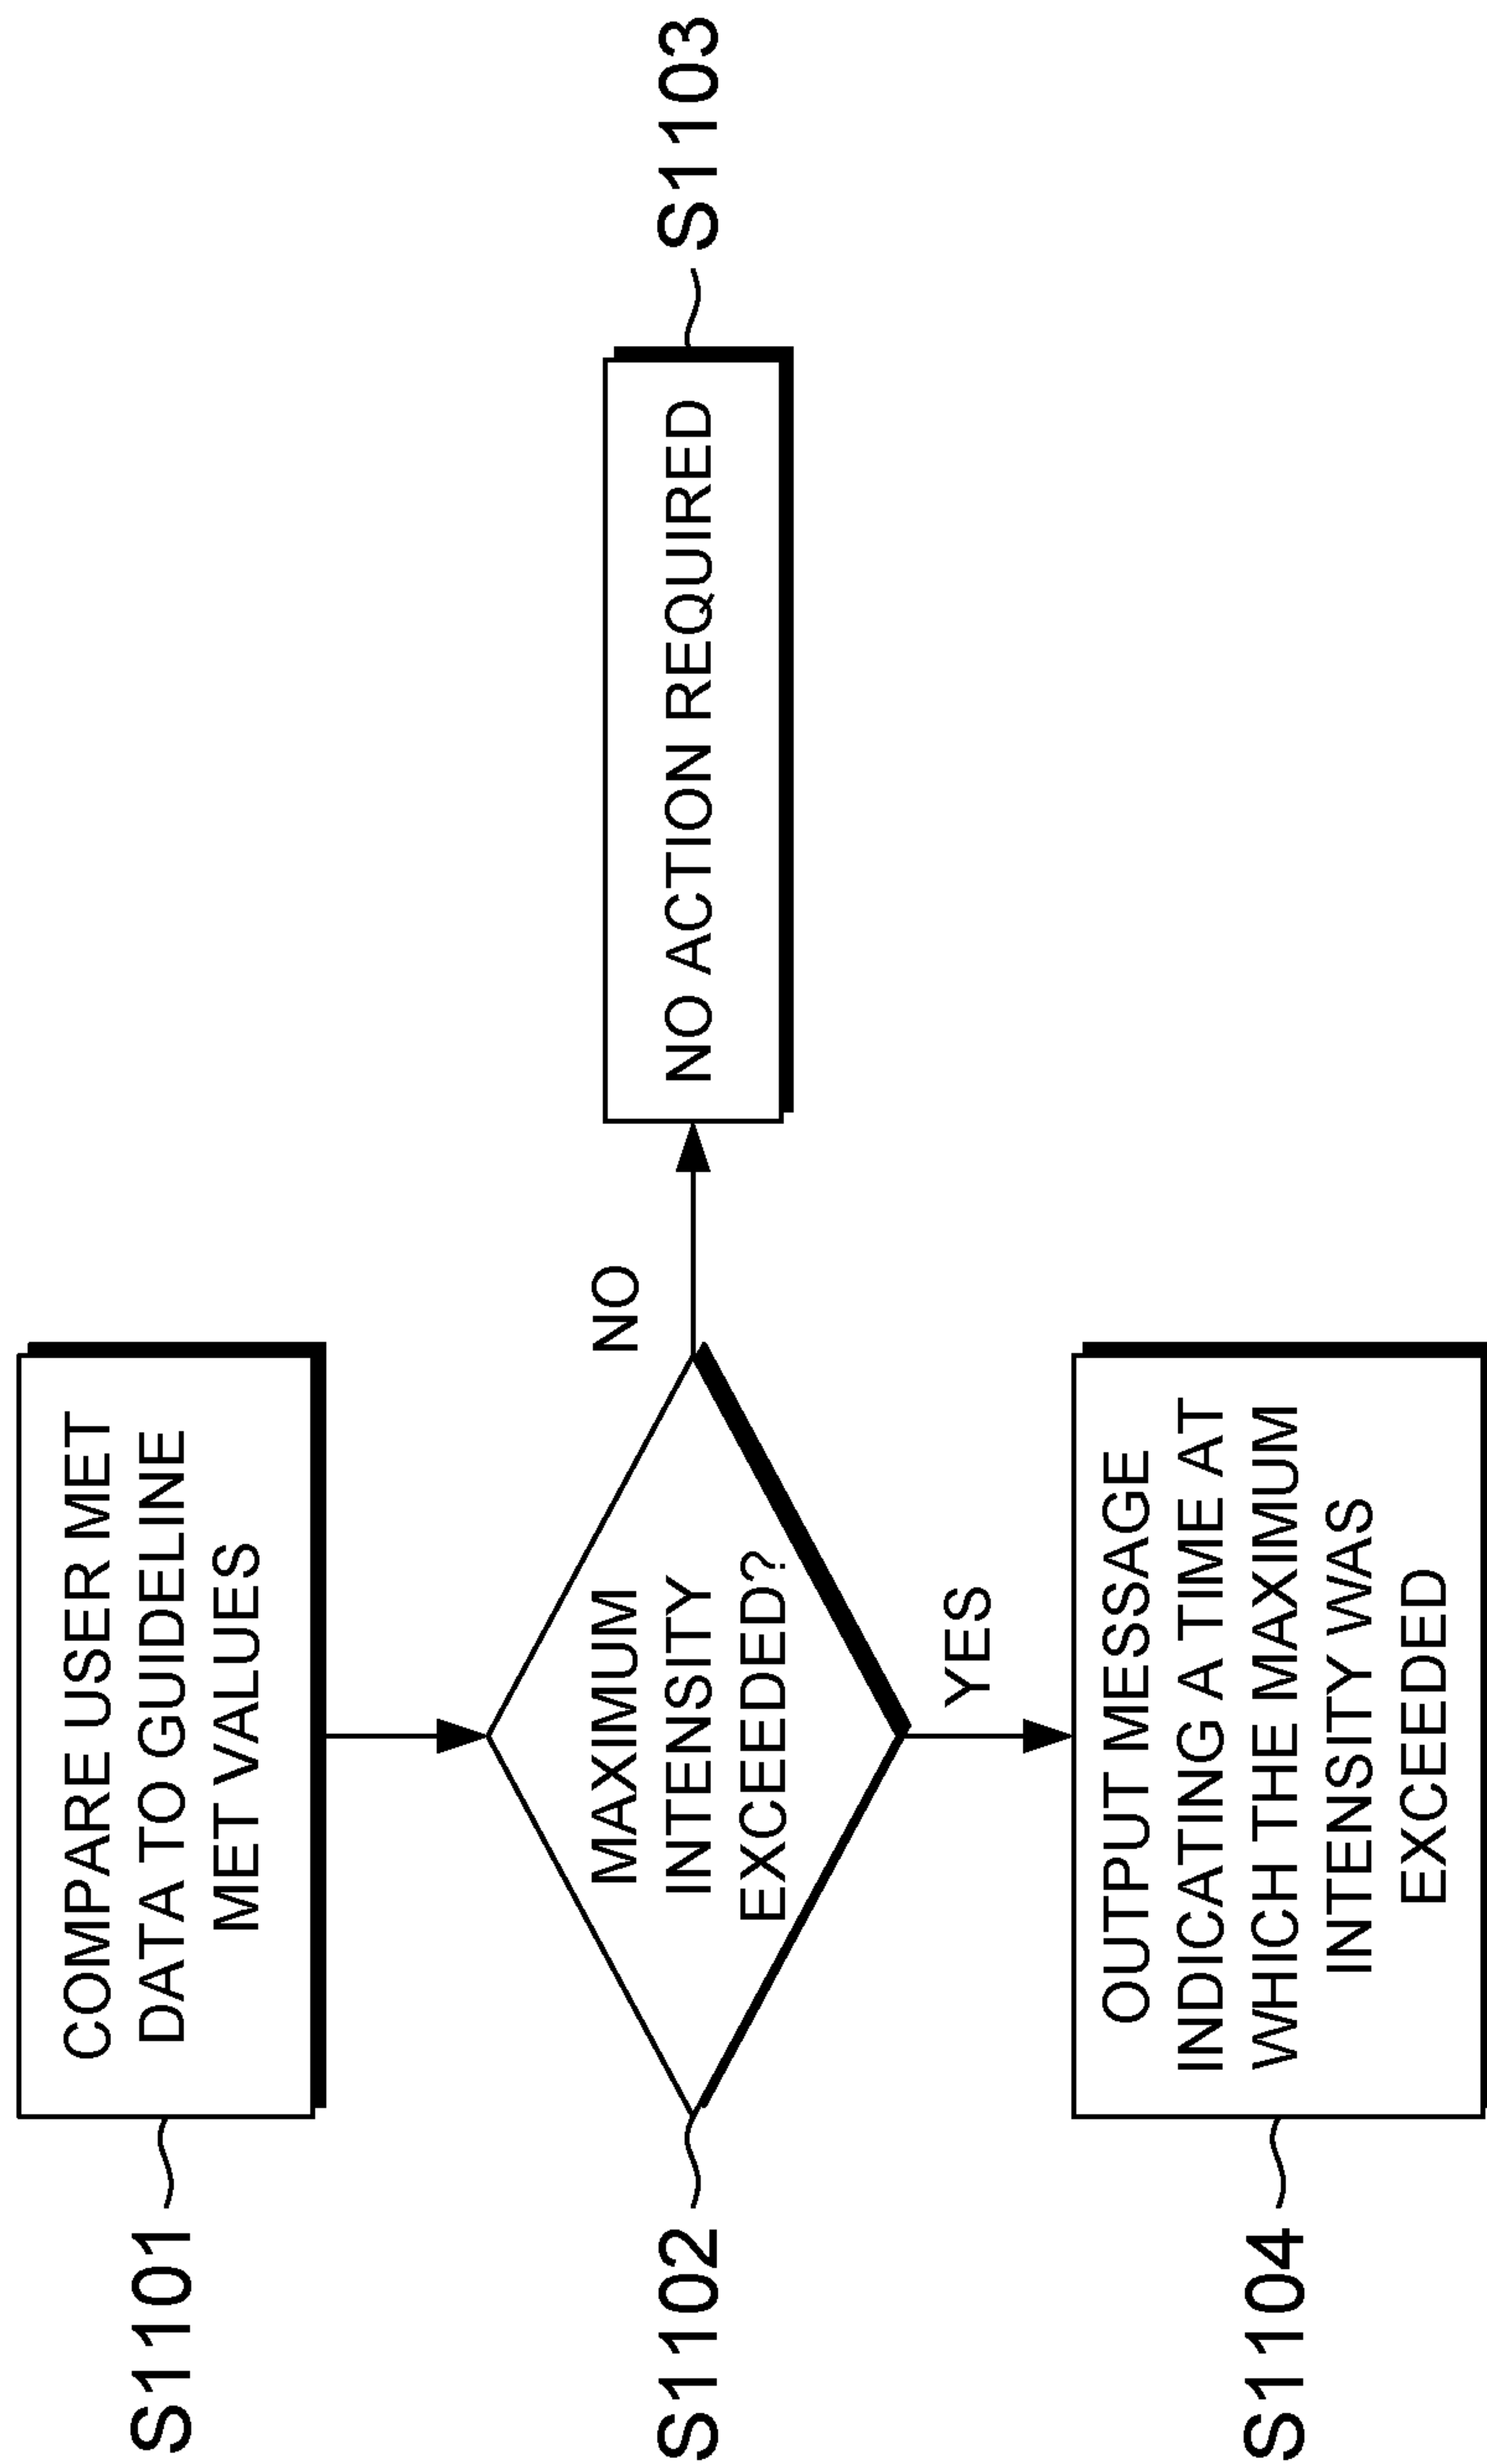 S1101
COMPARE USER MET
DATA TO GUIDELINE
MET VALUES
S1102
MAXIMUM
INTENSITY
EXCEEDED?
NO
NO ACTION REQUIRED
S1103
YES
S1104
OUTPUT MESSAGE
INDICATING A TIME AT
WHICH THE MAXIMUM
INTENSITY WAS
EXCEEDED